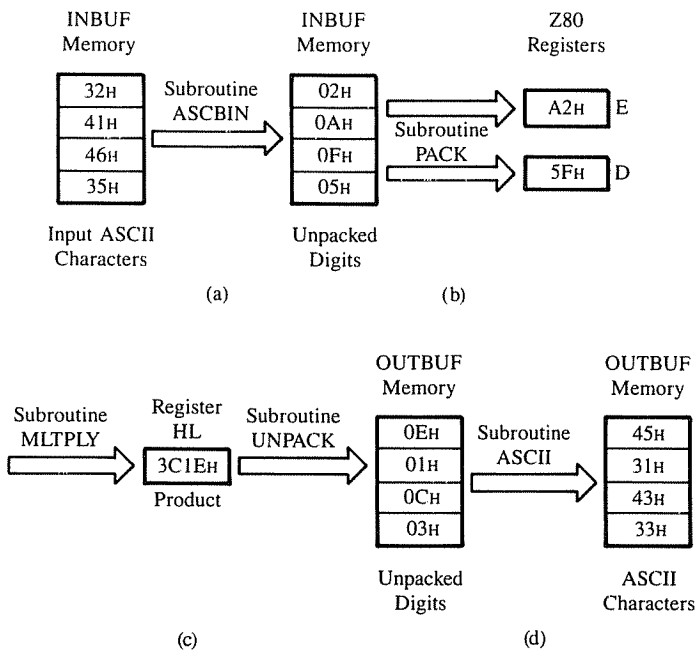 INBUF
Memory
INBUF
Memory
Z80
Registers
32H
41H
46H
35H
Subroutine
ASCBIN
02H
0AH
0FH
05H
Subroutine
PACK
A2H E
5FH D
Input ASCII
Characters
Unpacked
Digits
(a)
(b)
Subroutine
MLTPLY
Register
HL
3C1EH
Product
Subroutine
UNPACK
OUTBUF
Memory
0EH
01H
0CH
03H
Subroutine
ASCII
OUTBUF
Memory
45H
31H
43H
33H
Unpacked
Digits
ASCII
Characters
(c)
(d)